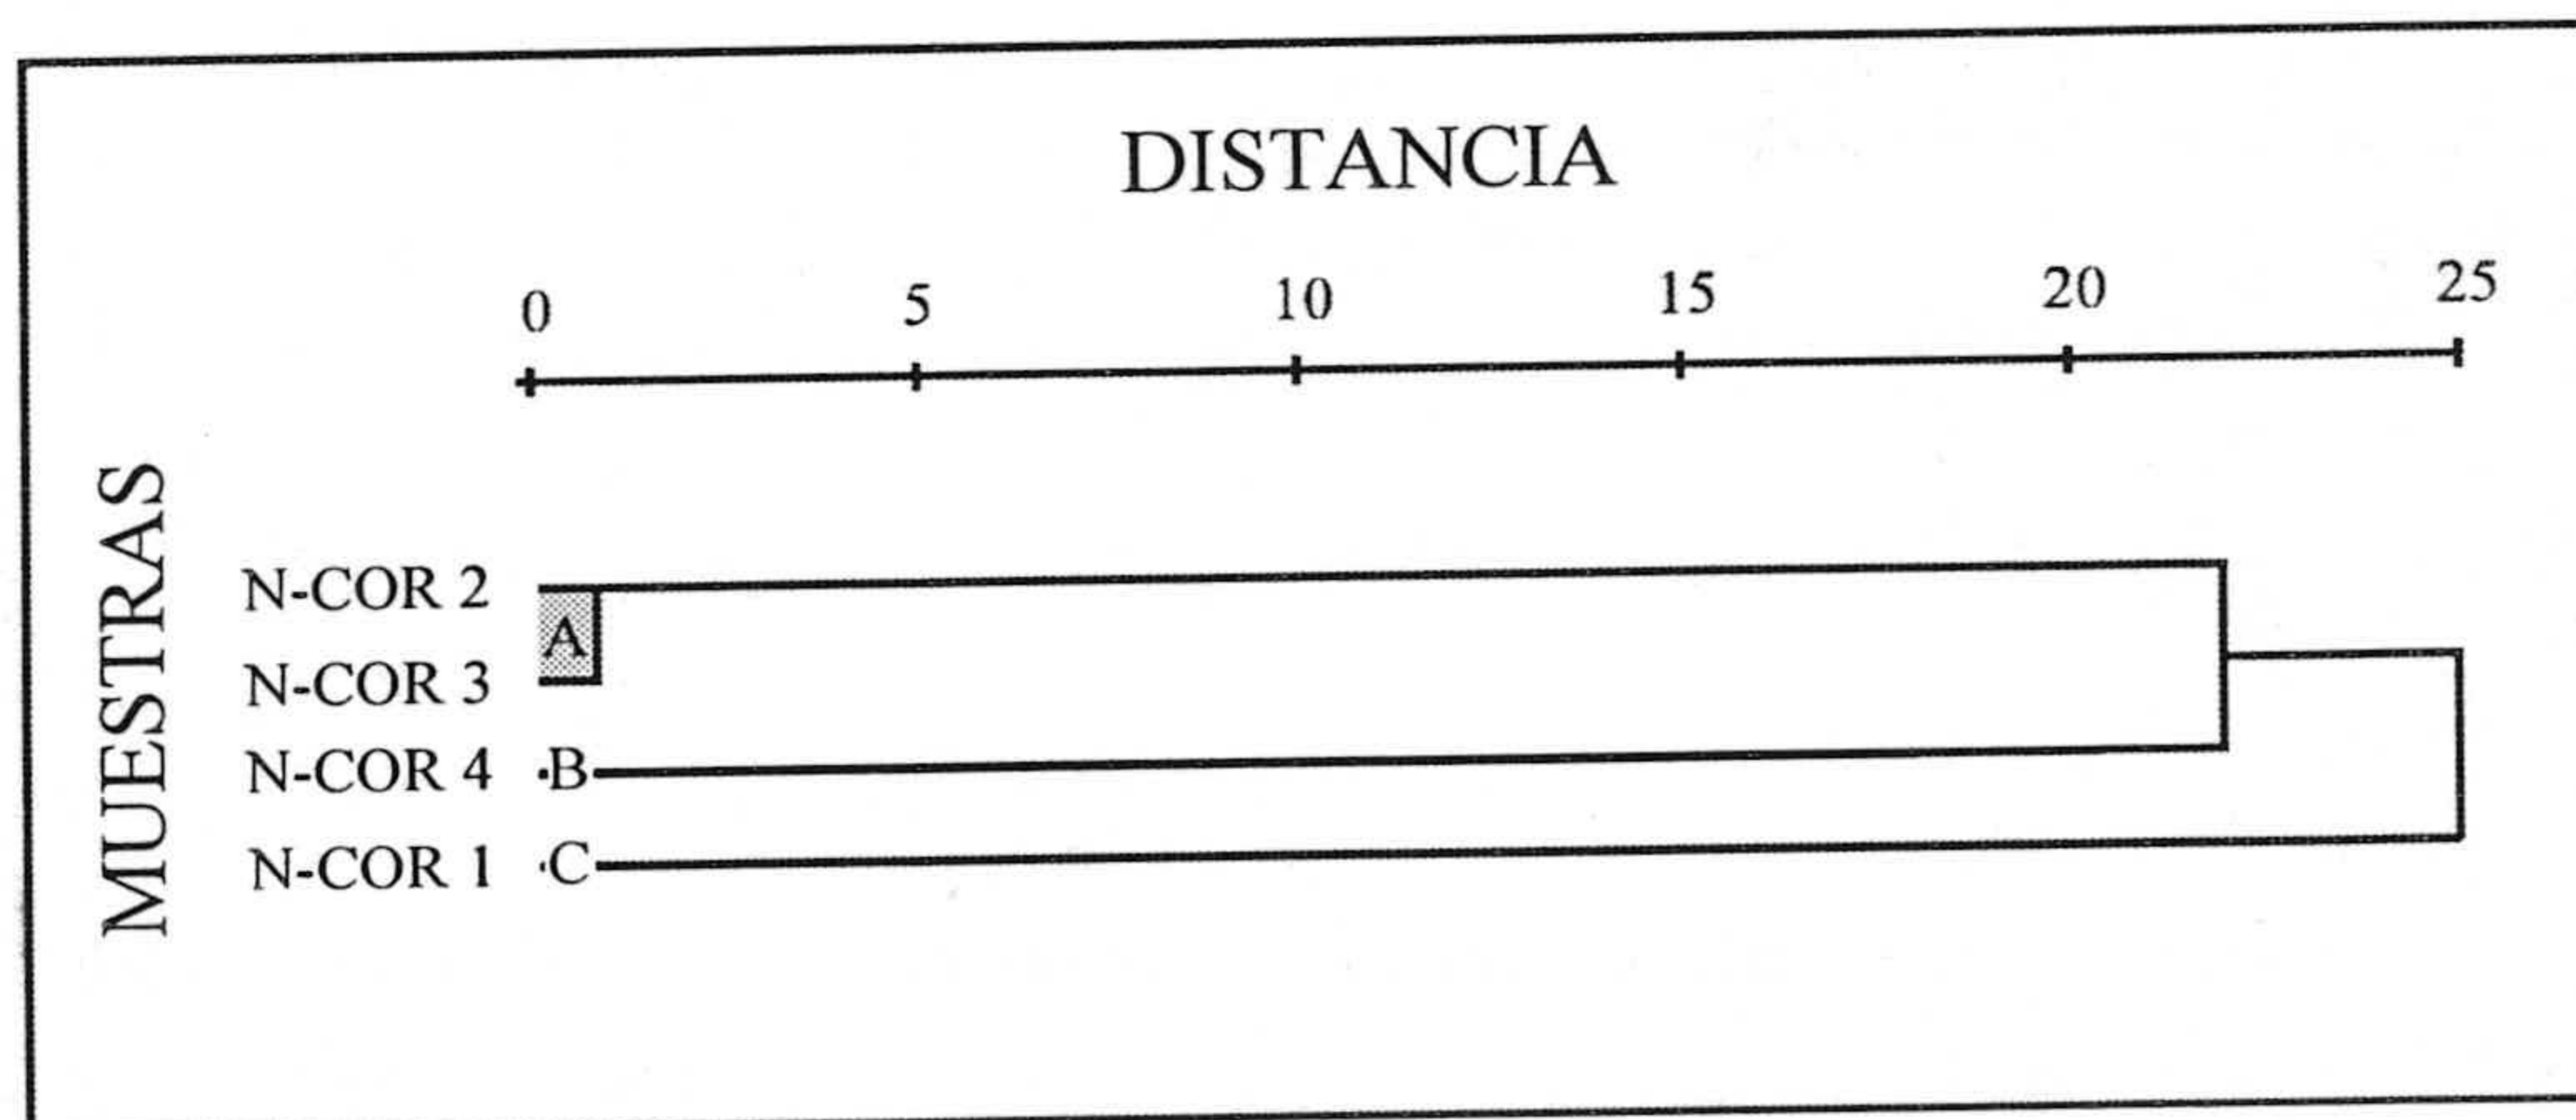 DISTANCIA
0 5 10 15 20 25
MUESTRAS
N-COR 2
A
N-COR 3
N-COR 4 ·B
N-COR 1 ·C